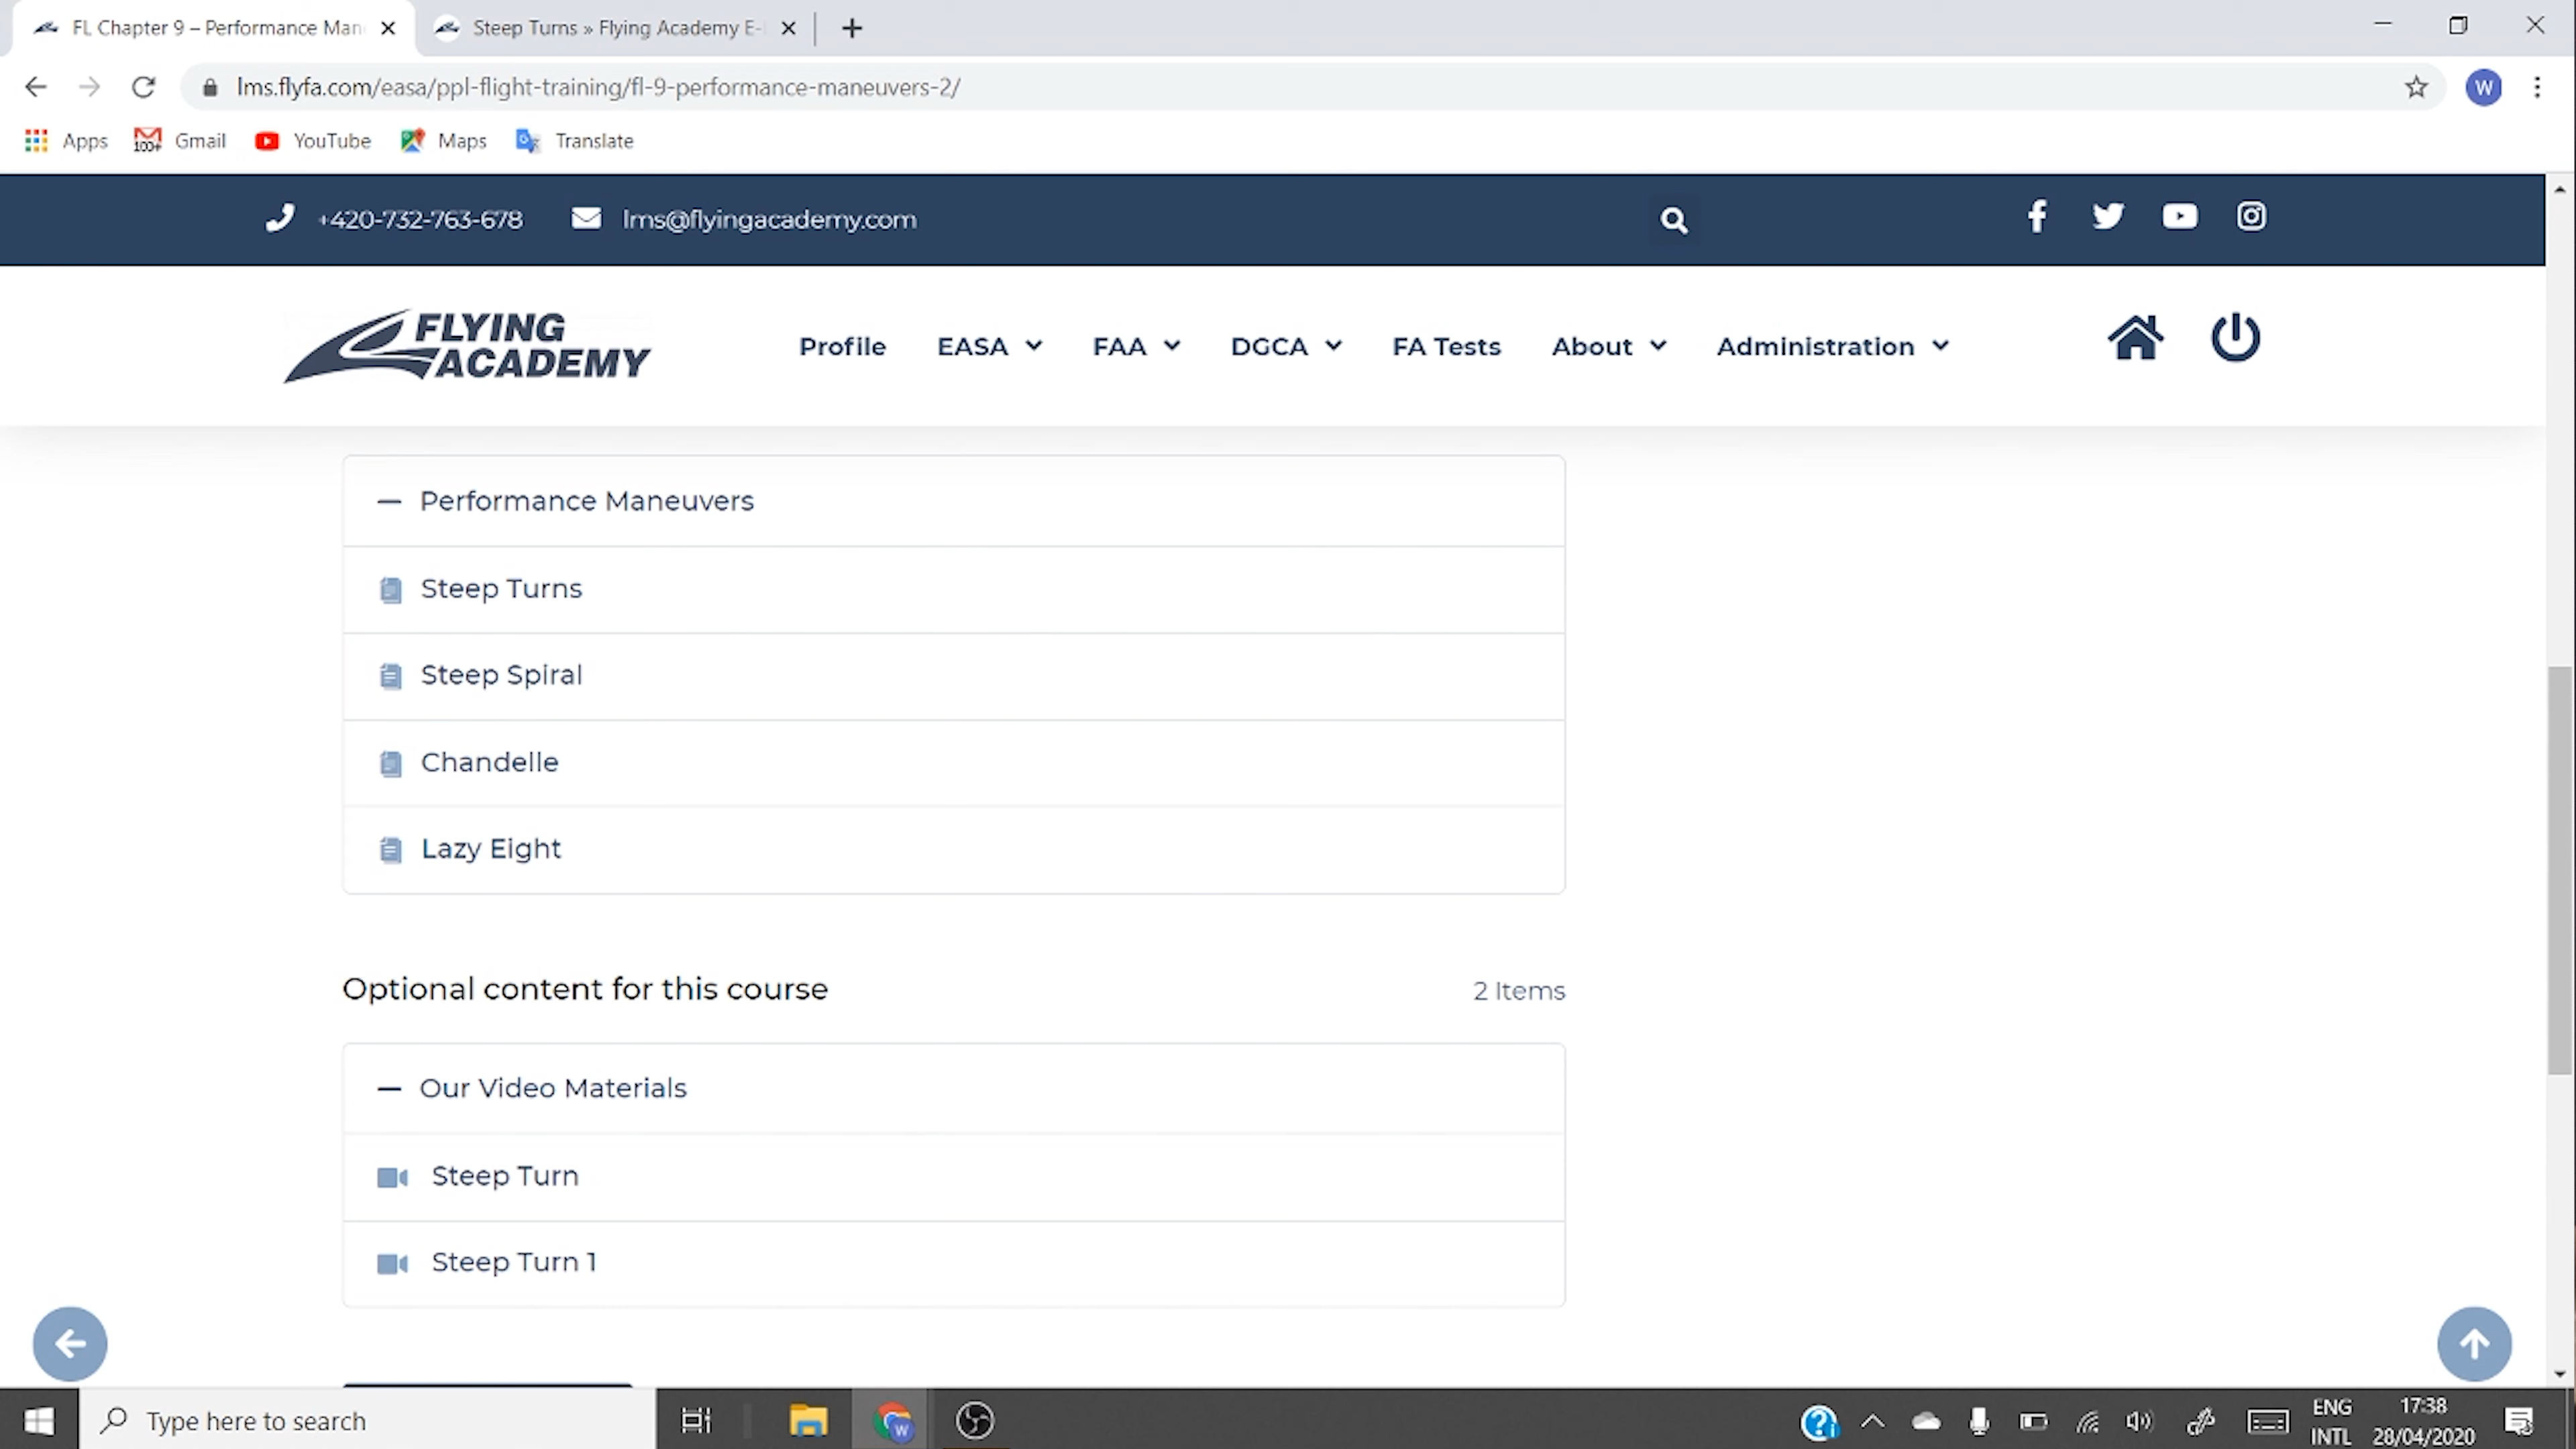 FL Chapter 9 – Performance Man
Steep Turns » Flying Academy E-
lms.flyfa.com/easa/ppl-flight-training/fl-9-performance-maneuvers-2/
W
Apps
100+
Gmail
YouTube
Maps
Translate
+420-732-763-678
lms@flyingacademy.com
FLYING
ACADEMY
Profile
EASA
FAA
DGCA
FA Tests
About
Administration
Performance Maneuvers
Steep Turns
Steep Spiral
Chandelle
Lazy Eight
Optional content for this course
2 Items
Our Video Materials
Steep Turn
Steep Turn 1
Type here to search
W
ENG
INTL
17:38
28/04/2020